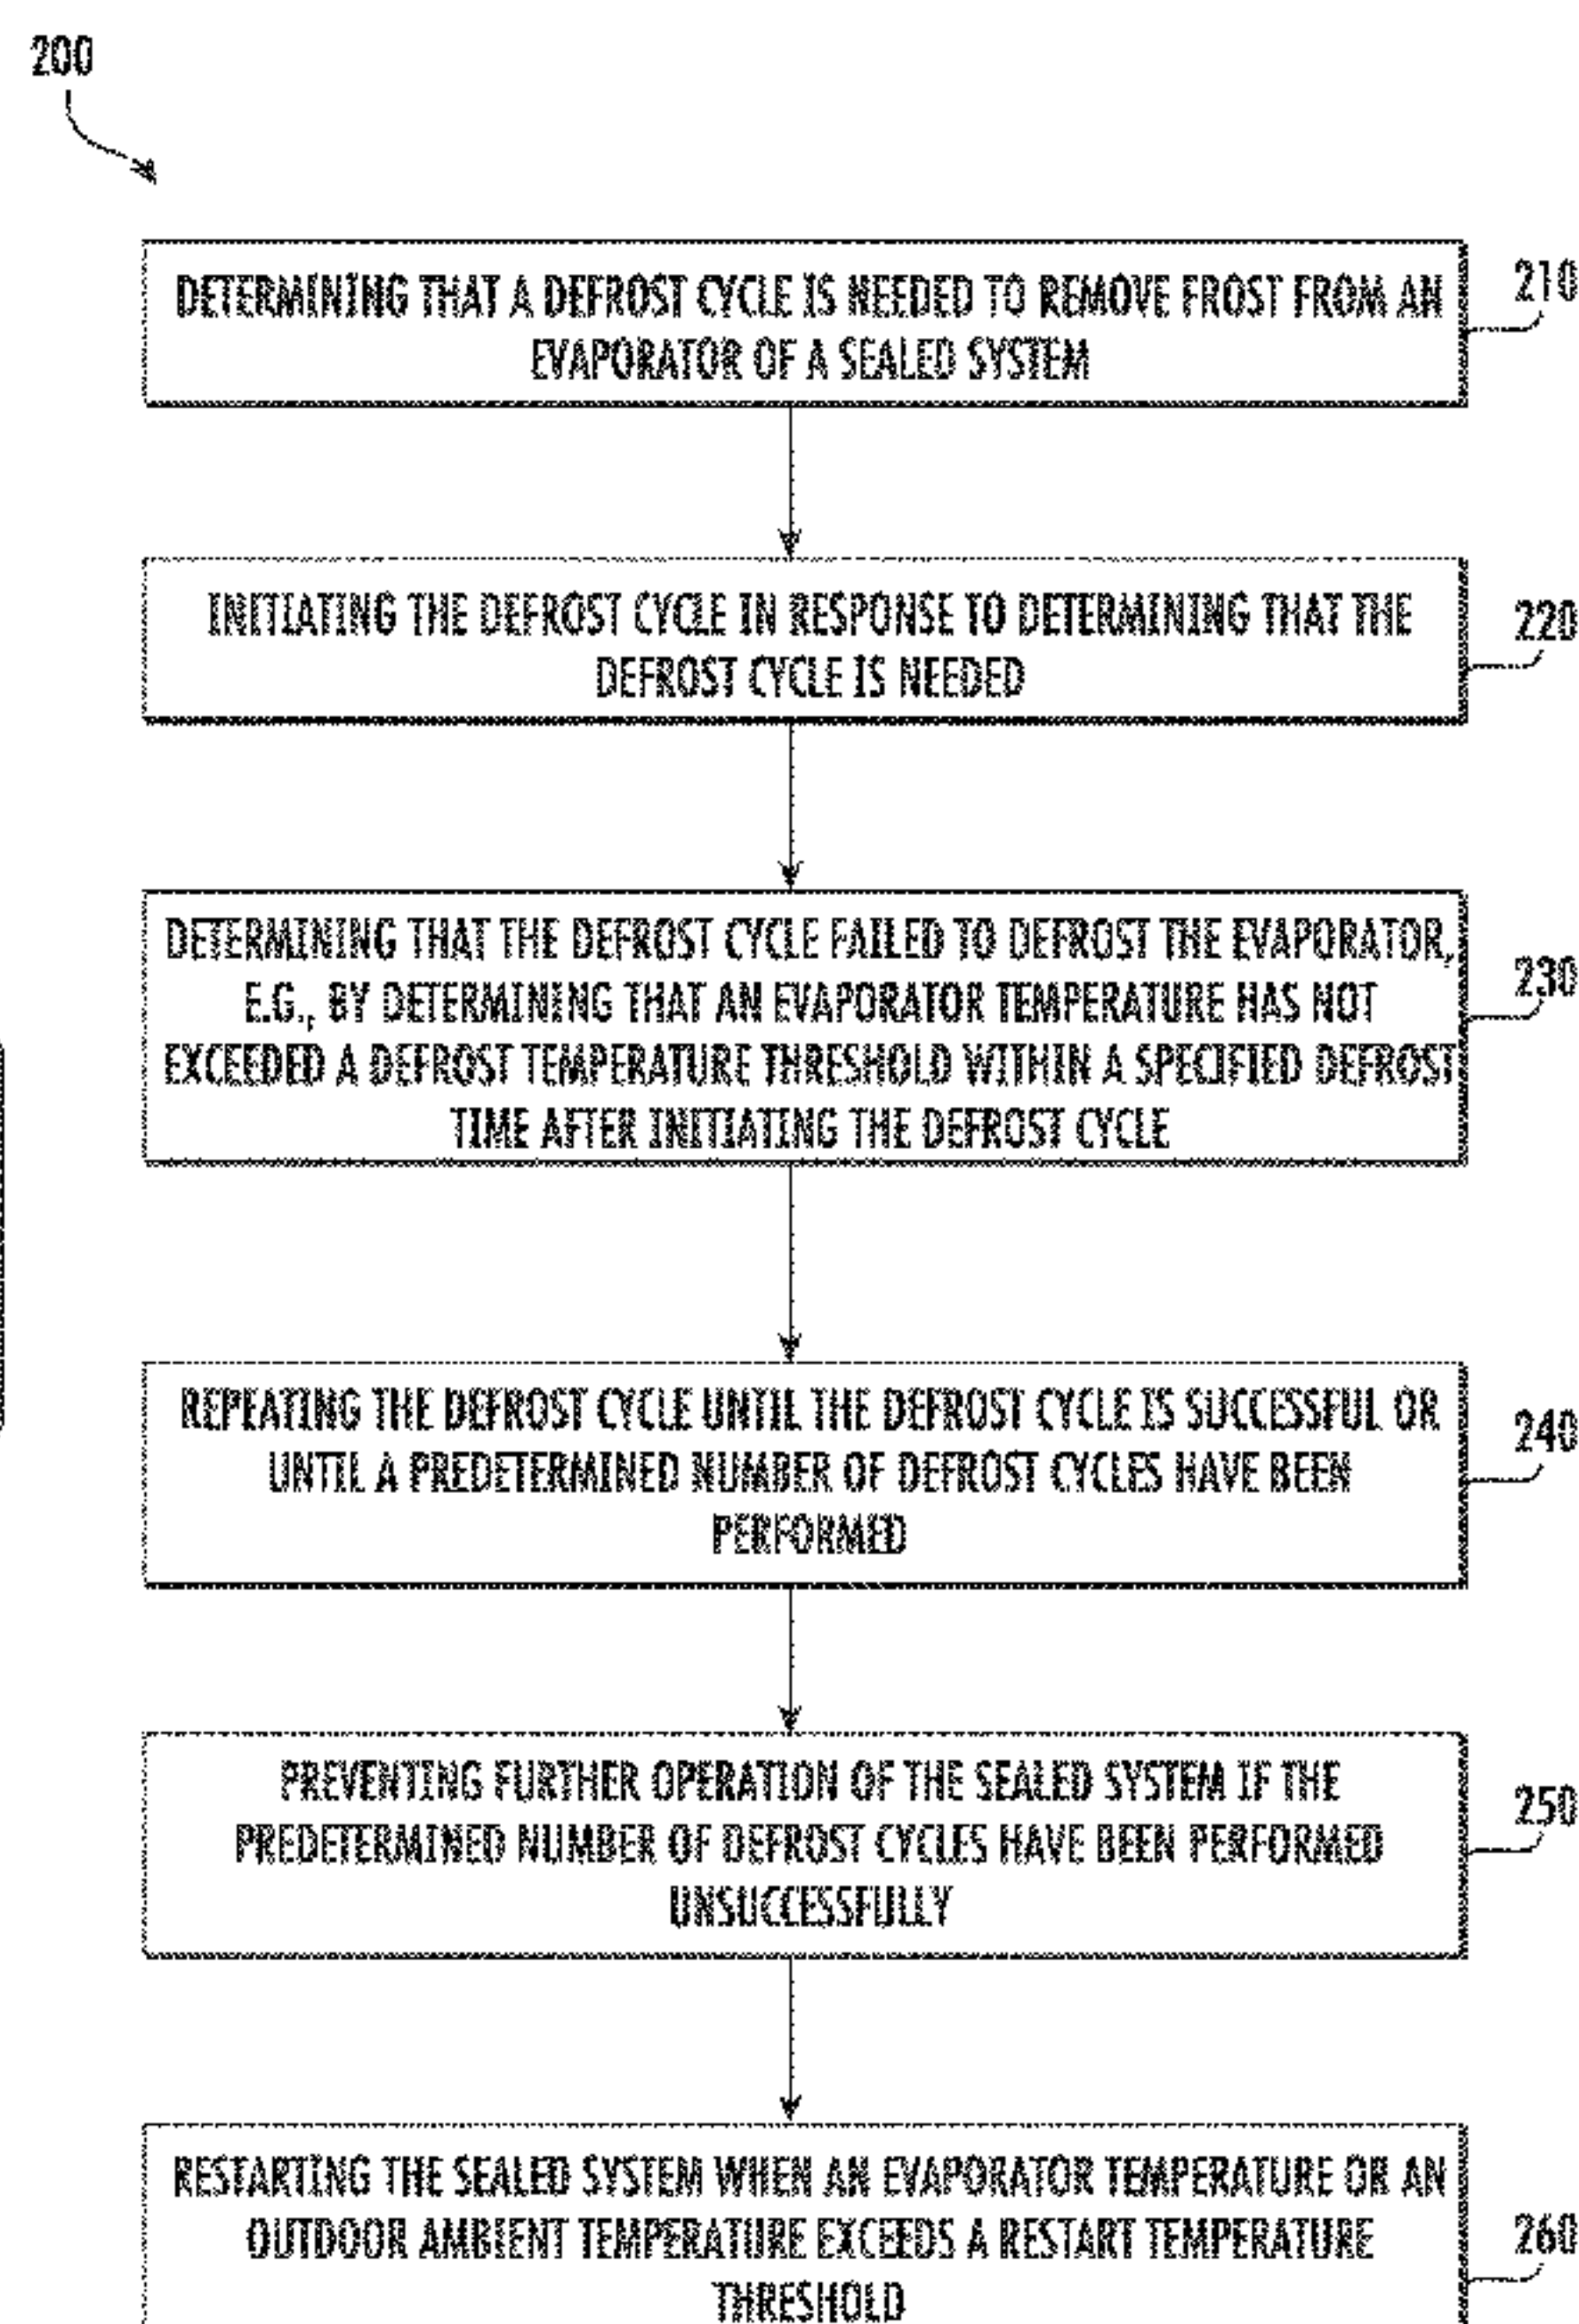 200
DETERMINING THAT A DEFROST CYCLE IS NEEDED TO REMOVE FROST FROM AN
EVAPORATOR OF A SEALED SYSTEM
210
INITIATING THE DEFROST CYCLE IN RESPONSE TO DETERMINING THAT THE
DEFROST CYCLE IS NEEDED
220
DETERMINING THAT THE DEFROST CYCLE FAILED TO DEFROST THE EVAPORATOR,
E.G., BY DETERMINING THAT AN EVAPORATOR TEMPERATURE HAS NOT
EXCEEDED A DEFROST TEMPERATURE THRESHOLD WITHIN A SPECIFIED DEFROST
TIME AFTER INITIATING THE DEFROST CYCLE
230
REPEATING THE DEFROST CYCLE UNTIL THE DEFROST CYCLE IS SUCCESSFUL OR
UNTIL A PREDETERMINED NUMBER OF DEFROST CYCLES HAVE BEEN
PERFORMED
240
PREVENTING FURTHER OPERATION OF THE SEALED SYSTEM IF THE
PREDETERMINED NUMBER OF DEFROST CYCLES HAVE BEEN PERFORMED
UNSUCCESSFULLY
250
RESTARTING THE SEALED SYSTEM WHEN AN EVAPORATOR TEMPERATURE OR AN
OUTDOOR AMBIENT TEMPERATURE EXCEEDS A RESTART TEMPERATURE
THRESHOLD
260